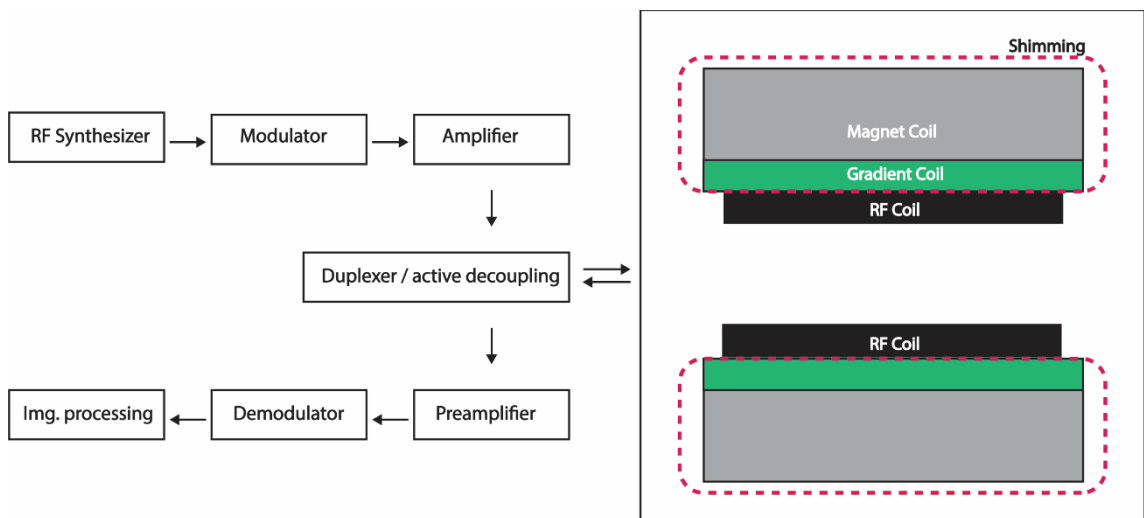 Shimming
RF Synthesizer
Modulator
Amplifier
Magnet Coil
Gradient Coil
RF Coil
Duplexer / active decoupling
RF Coil
Img. processing
Demodulator
Preamplifier